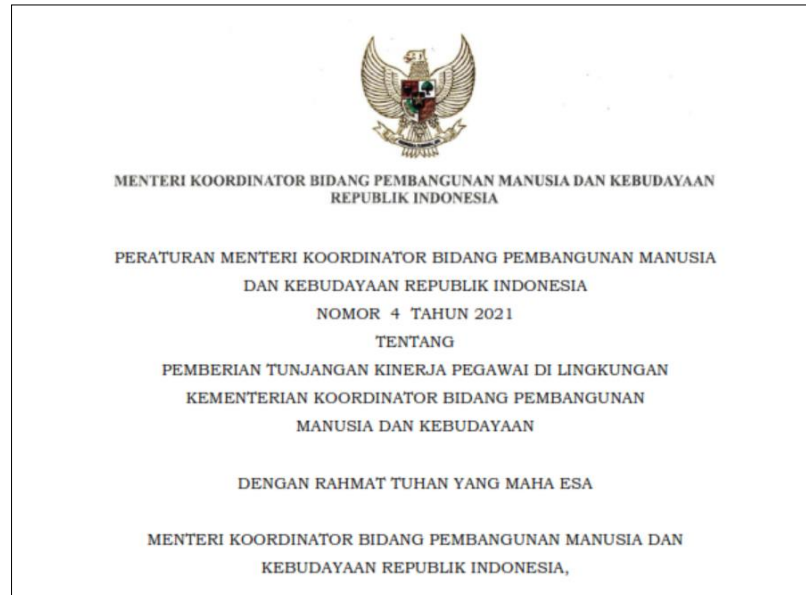 MENTERI KOORDINATOR BIDANG PEMBANGUNAN MANUSIA DAN KEBUDAYAAN
REPUBLIK INDONESIA
PERATURAN MENTERI KOORDINATOR BIDANG PEMBANGUNAN MANUSIA
DAN KEBUDAYAAN REPUBLIK INDONESIA
NOMOR 4 TAHUN 2021
TENTANG
PEMBERIAN TUNJANGAN KINERJA PEGAWAI DI LINGKUNGAN
KEMENTERIAN KOORDINATOR BIDANG PEMBANGUNAN
MANUSIA DAN KEBUDAYAAN
DENGAN RAHMAT TUHAN YANG MAHA ESA
MENTERI KOORDINATOR BIDANG PEMBANGUNAN MANUSIA DAN
KEBUDAYAAN REPUBLIK INDONESIA,